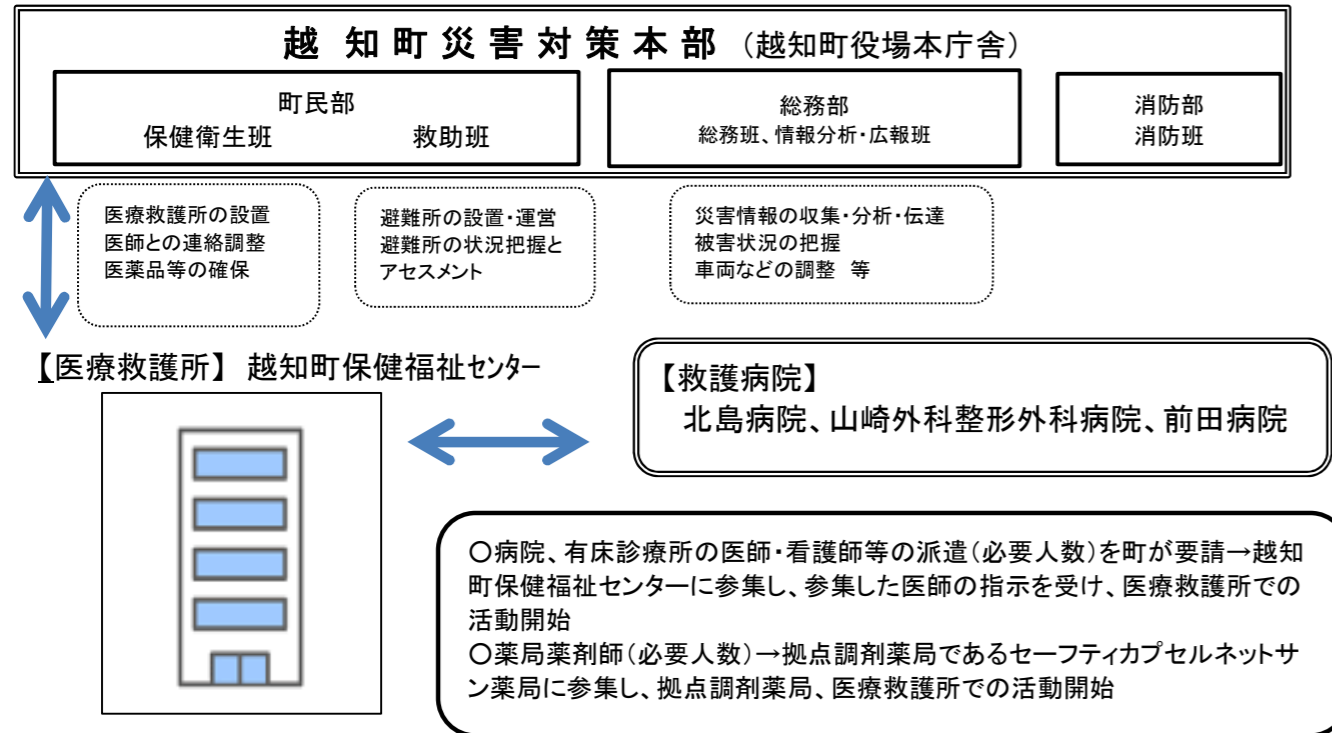 越 知 町 災 害 対 策 本 部 （越知町役場本庁舎）
町民部
保健衛生班 救助班
総務部
総務班、情報分析・広報班
消防部
消防班
医療救護所の設置
医師との連絡調整
医薬品等の確保
避難所の設置・運営
避難所の状況把握と
アセスメント
災害情報の収集・分析・伝達
被害状況の把握
車両などの調整 等
【医療救護所】 越知町保健福祉センター
【救護病院】
北島病院、山崎外科整形外科病院、前田病院
〇病院、有床診療所の医師・看護師等の派遣（必要人数）を町が要請→越知
町保健福祉センターに参集し、参集した医師の指示を受け、医療救護所での
活動開始
〇薬局薬剤師（必要人数）→拠点調剤薬局であるセーフティカプセルネットサ
ン薬局に参集し、拠点調剤薬局、医療救護所での活動開始